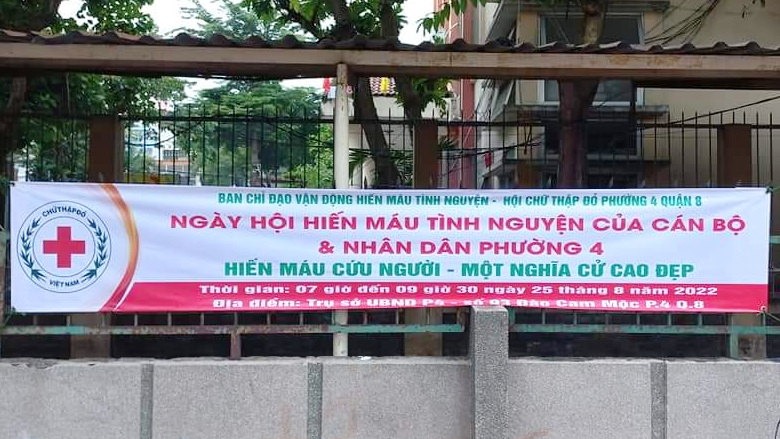 BAN CHỈ ĐẠO VẬN ĐỘNG HIẾN MÁU TÌNH NGUYỆN - HỘI CHỮ THẬP ĐỎ PHƯỜNG 4 QUẬN 8
CHỮ THẬP ĐỎ
VIỆT NAM
NGÀY HỘI HIẾN MÁU TÌNH NGUYỆN CỦA CÁN BỘ
& NHÂN DÂN PHƯỜNG 4
HIẾN MÁU CỨU NGƯỜI - MỘT NGHĨA CỬ CAO ĐẸP
Thời gian: 07 giờ đến 09 giờ 30 ngày 25 tháng 8 năm 2022
Địa điểm: Trụ sở UBND P4 - số 93 Đào Cam Mộc P.4 Q.8